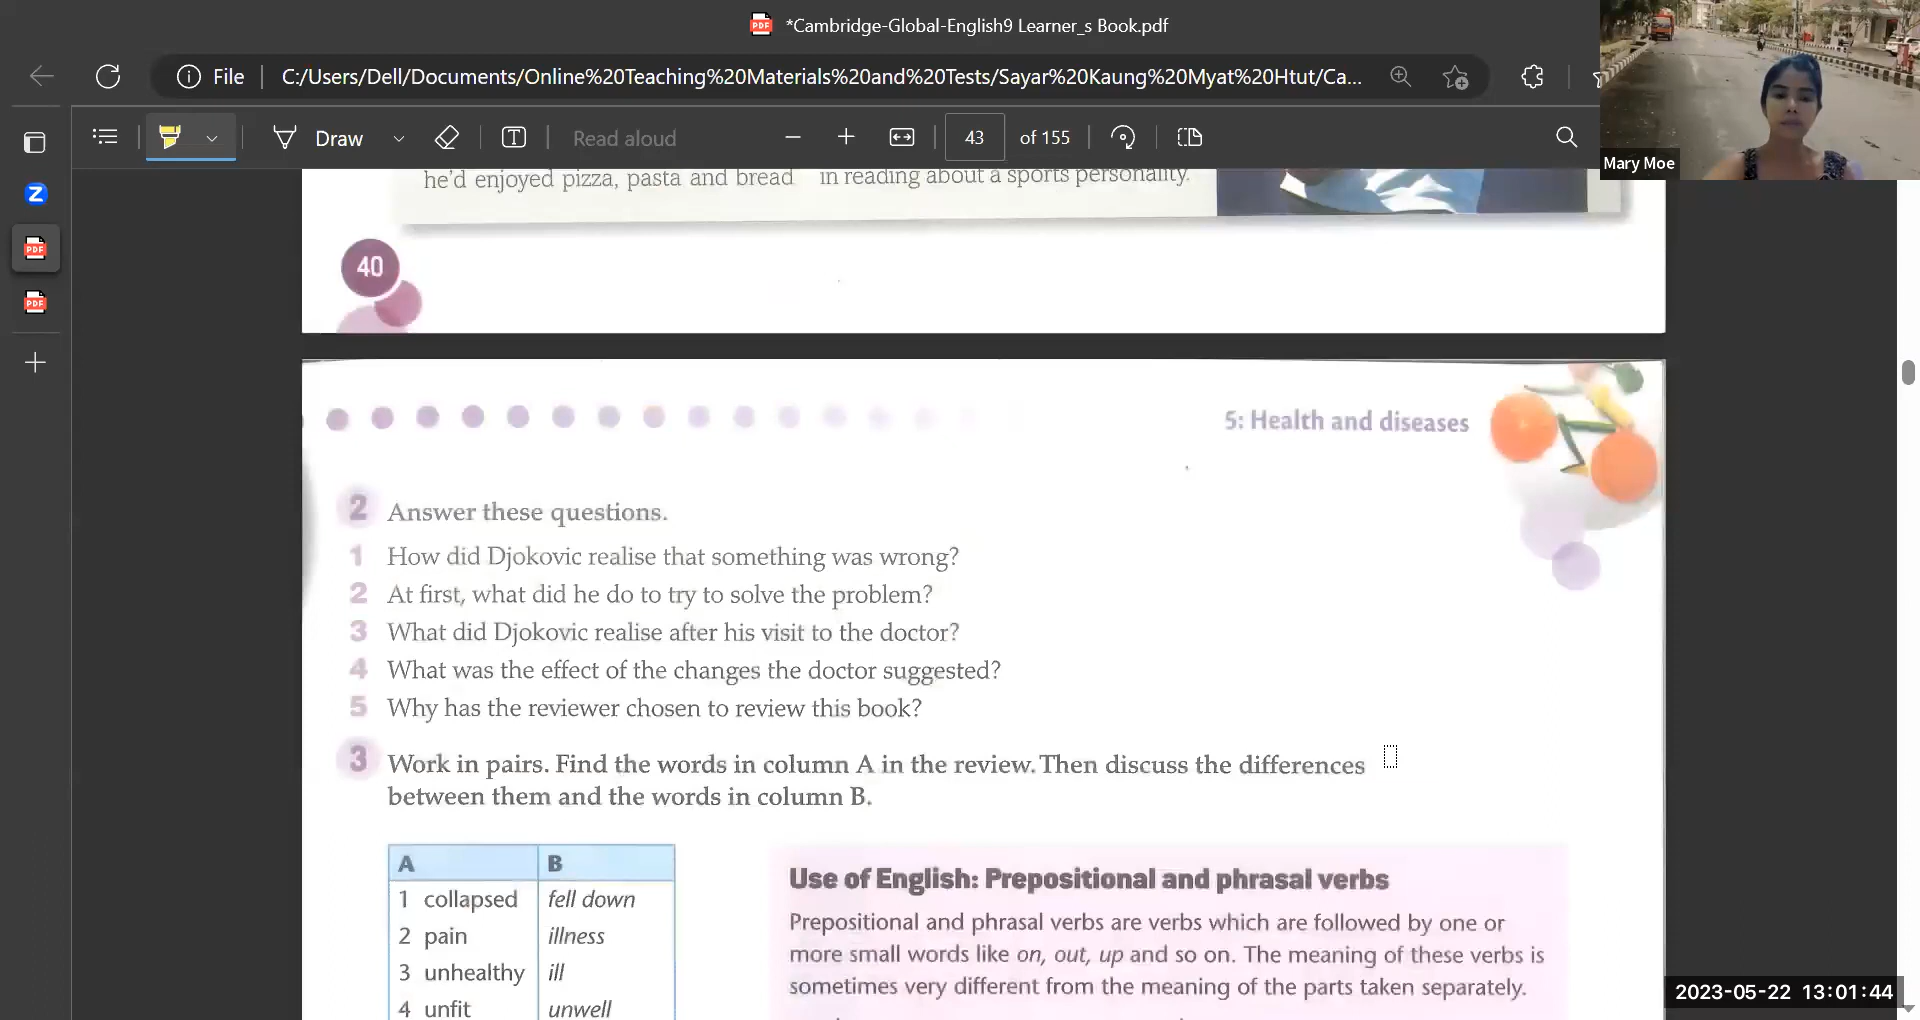 *Cambridge-Global-English9 Learner_s Book.pdf
File
C:/Users/Dell/Documents/Online%20Teaching%20Materials%20and%20Tests/Sayar%20Kaung%20Myat%20Htut/Ca...
Draw
Read aloud
43
of 155
Mary Moe
he'd enjoyed pizza, pasta and bread
in reading about a sports personality.
40
5: Health and diseases
2 Answer these questions.
1 How did Djokovic realise that something was wrong?
2 At first, what did he do to try to solve the problem?
3 What did Djokovic realise after his visit to the doctor?
4 What was the effect of the changes the doctor suggested?
5 Why has the reviewer chosen to review this book?
3 Work in pairs. Find the words in column A in the review. Then discuss the differences
between them and the words in column B.
A B
1 collapsed fell down
2 pain illness
3 unhealthy ill
4 unfit unwell
Use of English: Prepositional and phrasal verbs
Prepositional and phrasal verbs are verbs which are followed by one or
more small words like on, out, up and so on. The meaning of these verbs is
sometimes very different from the meaning of the parts taken separately.
2023-05-22 13:01:44